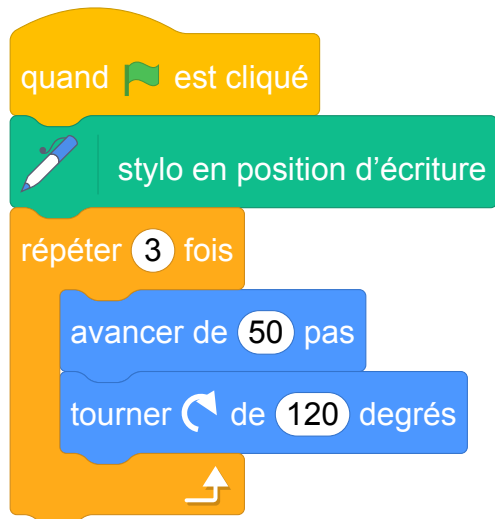 quand est cliqué
stylo en position d’écriture
répéter 3 fois
avancer de 50 pas
tourner de 120 degrés